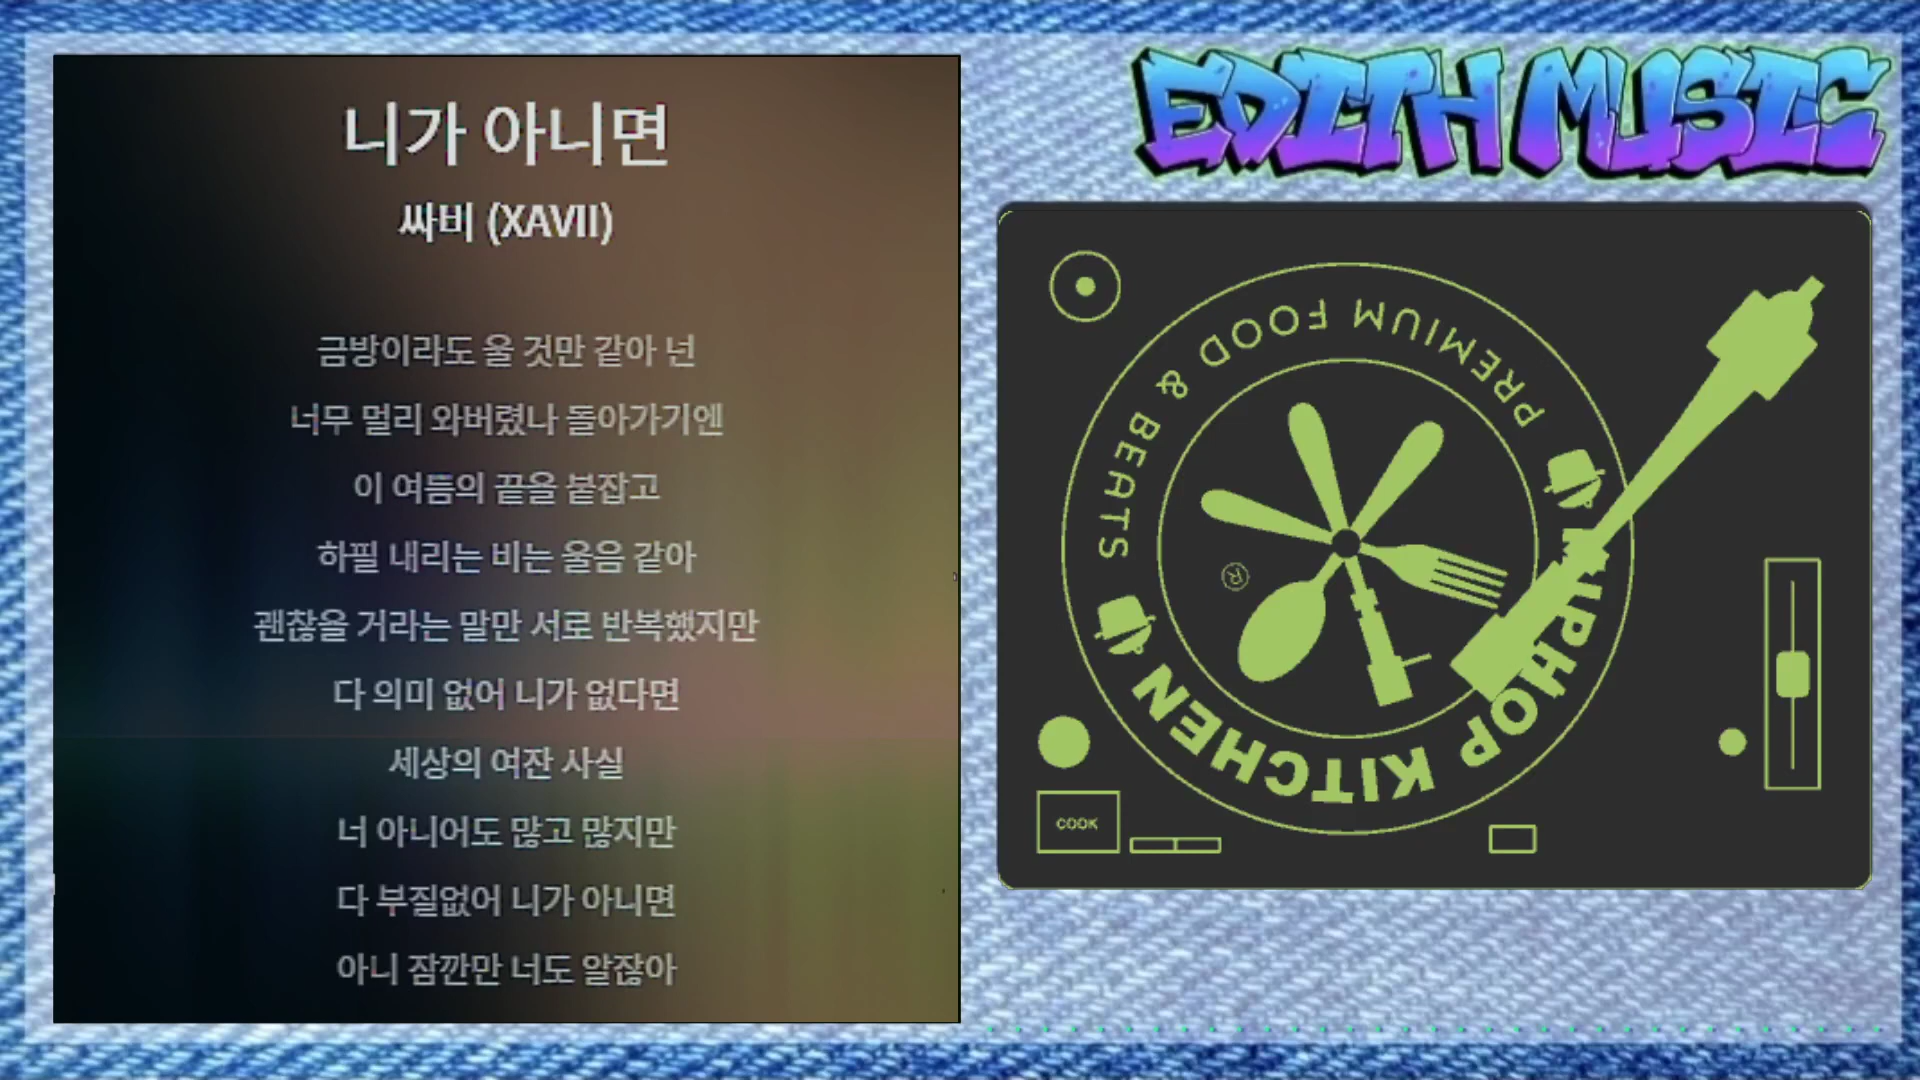 니가 아니면
싸비 (XAVII)
금방이라도 울 것만 같아 넌
너무 멀리 와버렸나 돌아가기엔
이 여름의 끝을 붙잡고
하필 내리는 비는 울음 같아
괜찮을 거라는 말만 서로 반복했지만
다 의미 없어 니가 없다면
세상의 여잔 사실
너 아니어도 많고 많지만
다 부질없어 니가 아니면
아니 잠깐만 너도 알잖아
EDITH MUSIC
PREMIUM FOOD & BEATS
HIPHOP KITCHEN
®
COOK